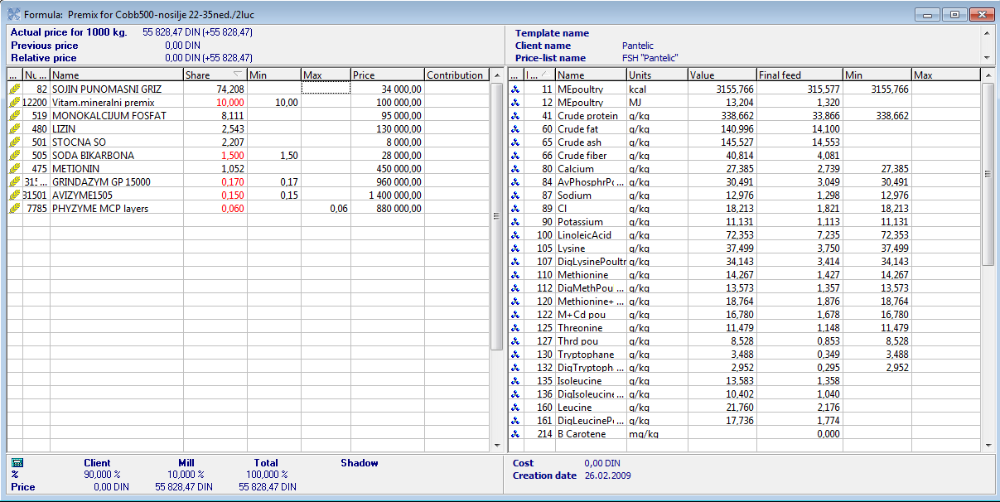 Formula: Premix for Cobb500-nosilje 22-35ned./2luc
Actual price for 1000 kg. 55 828,47 DIN (+55 828,47)
Previous price 0,00 DIN
Relative price 0,00 DIN (+55 828,47)
Template name
Client name Pantelic
Price-list name FSH "Pantelic"
... Nu ... Name Share Min Max Price Contribution
82 SOJIN PUNOMASNI GRIZ 74,208 34 000,00
12200 Vitam.mineralni premix 10,000 10,00 100 000,00
519 MONOKALCIJUM FOSFAT 8,111 95 000,00
480 LIZIN 2,543 130 000,00
501 STOCNA SO 2,207 8 000,00
505 SODA BIKARBONA 1,500 1,50 28 000,00
475 METIONIN 1,052 450 000,00
315 ... GRINDAZYM GP 15000 0,170 0,17 960 000,00
31501 AVIZYME1505 0,150 0,15 1 400 000,00
7785 PHYZYME MCP layers 0,060 0,06 880 000,00
... I ... Name Units Value Final feed Min Max
11 MEpoultry kcal 3155,766 315,577 3155,766
12 MEpoultry MJ 13,204 1,320
41 Crude protein g/kg 338,662 33,866 338,662
60 Crude fat g/kg 140,996 14,100
65 Crude ash g/kg 145,527 14,553
66 Crude fiber g/kg 40,814 4,081
80 Calcium g/kg 27,385 2,739 27,385
84 AvPhosphrPo ... g/kg 30,491 3,049 30,491
87 Sodium g/kg 12,976 1,298 12,976
89 Cl g/kg 18,213 1,821 18,213
90 Potassium g/kg 11,131 1,113 11,131
100 LinoleicAcid g/kg 72,353 7,235 72,353
105 Lysine g/kg 37,499 3,750 37,499
107 DigLysinePoultr g/kg 34,143 3,414 34,143
110 Methionine g/kg 14,267 1,427 14,267
112 DigMethPou ... g/kg 13,573 1,357 13,573
120 Methionine+ ... g/kg 18,764 1,876 18,764
122 M+Cd pou g/kg 16,780 1,678 16,780
125 Threonine g/kg 11,479 1,148 11,479
127 Thrd pou g/kg 8,528 0,853 8,528
130 Tryptophane g/kg 3,488 0,349 3,488
132 DigTryptoph ... g/kg 2,952 0,295 2,952
135 Isoleucine g/kg 13,583 1,358
136 DigIsoleucine ... g/kg 10,402 1,040
160 Leucine g/kg 21,760 2,176
161 DigLeucineP ... g/kg 17,736 1,774
214 B Carotene mg/kg 0,000
Client Mill Total Shadow
% 90,000 % 10,000 % 100,000 %
Price 0,00 DIN 55 828,47 DIN 55 828,47 DIN
Cost 0,00 DIN
Creation date 26.02.2009